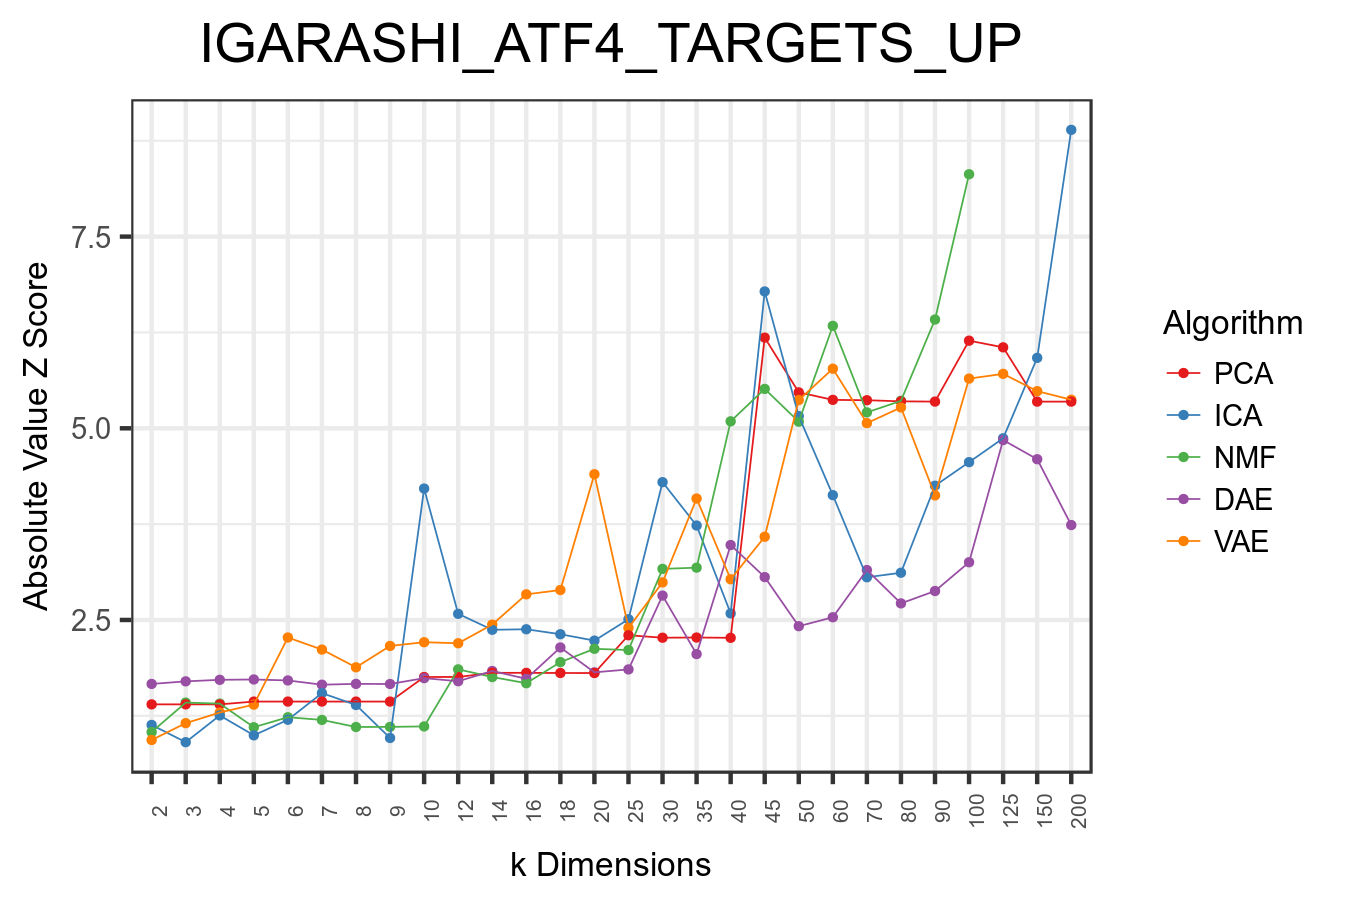 IGARASHI_ATF4_TARGETS_UP
Absolute Value Z Score
7.5
5.0
2.5
2 3 4 5 6 7 8 9 10 12 14 16 18 20 25 30 35 40 45 50 60 70 80 90 100 125 150 200
k Dimensions
Algorithm
PCA
ICA
NMF
DAE
VAE